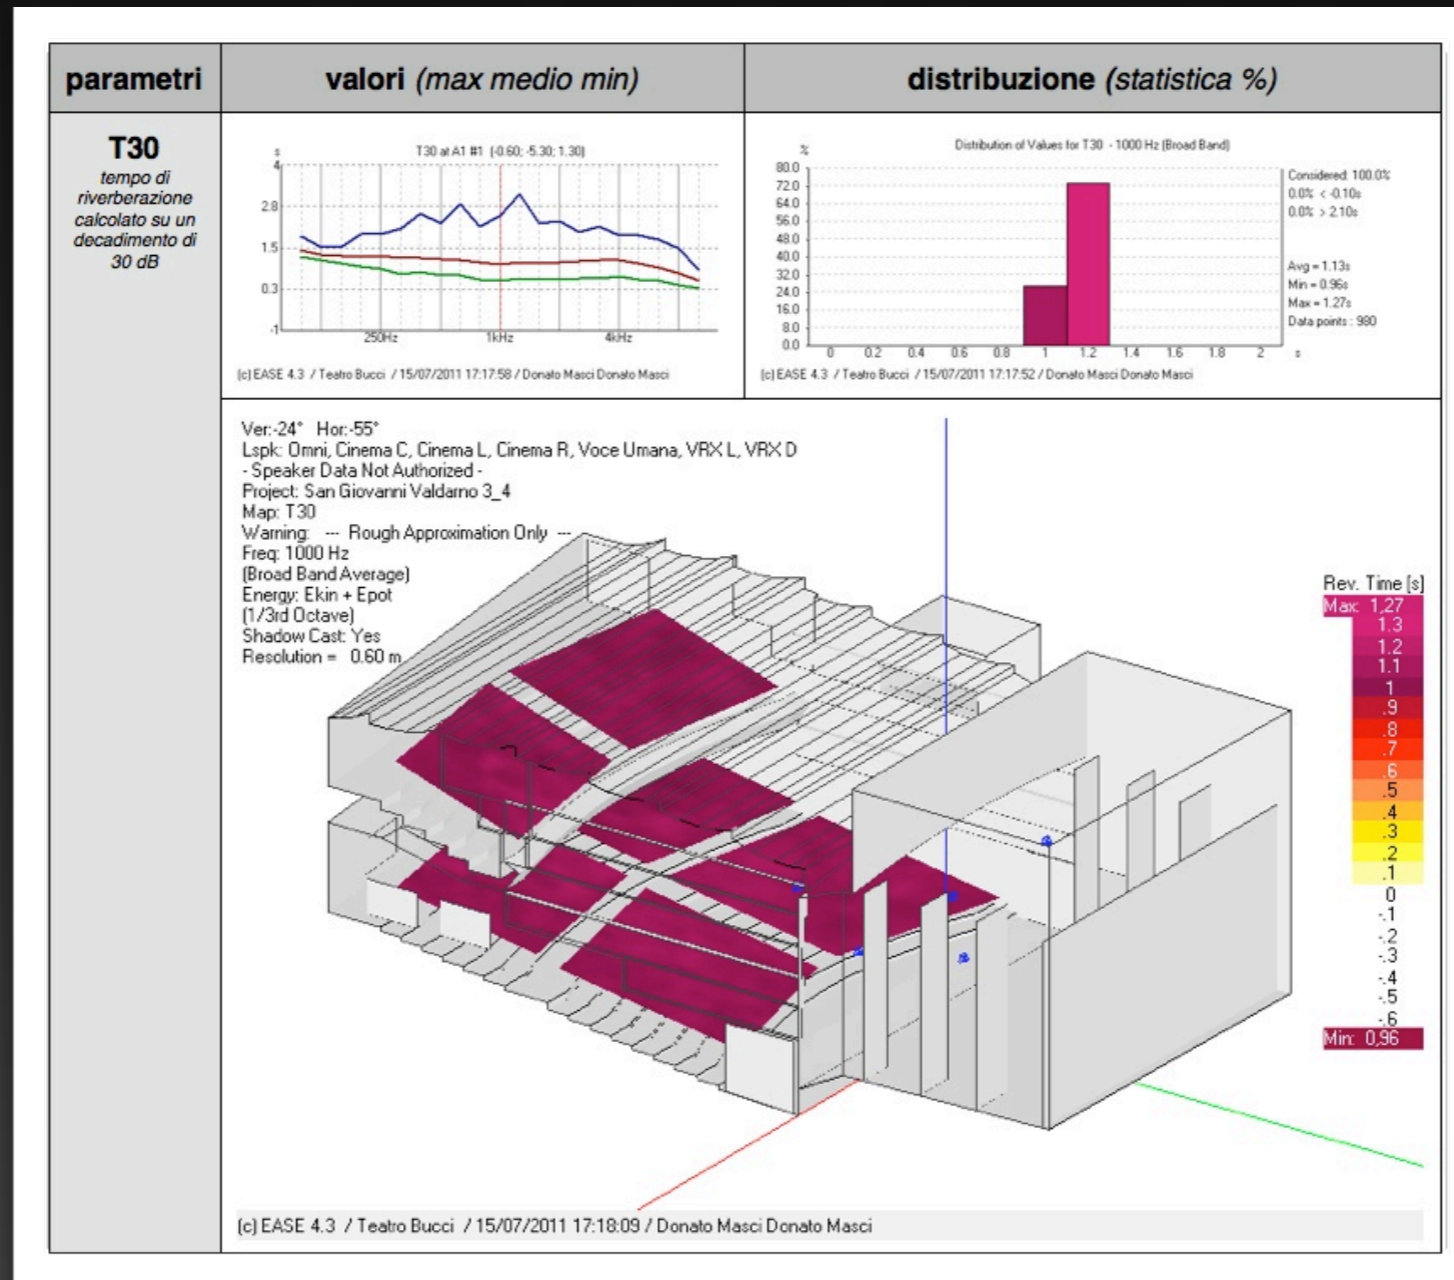 parametri
valori (max medio min)
distribuzione (statistica %)
T30
tempo di
riverberazione
calcolato su un
decadimento di
30 dB
T30 at A1 #1 (-0.60; -5.30; 1.30)
s
4
2.8
1.5
0.3
-1
250Hz 1kHz 4kHz
(c) EASE 4.3 / Teatro Bucci / 15/07/2011 17:17:58 / Donato Masci Donato Masci
Distribution of Values for T30 - 1000 Hz (Broad Band)
%
80.0
72.0
64.0
56.0
48.0
40.0
32.0
24.0
16.0
8.0
0.0
0 0.2 0.4 0.6 0.8 1 1.2 1.4 1.6 1.8 2 s
Considered: 100.0%
0.0% < -0.10s
0.0% > 2.10s
Avg = 1.13s
Min = 0.96s
Max = 1.27s
Data points : 980
(c) EASE 4.3 / Teatro Bucci / 15/07/2011 17:17:52 / Donato Masci Donato Masci
Ver:-24° Hor:-55°
Lspk: Omni, Cinema C, Cinema L, Cinema R, Voce Umana, VRX L, VRX D
- Speaker Data Not Authorized -
Project: San Giovanni Valdarno 3_4
Map: T30
Warning: --- Rough Approximation Only ---
Freq: 1000 Hz
(Broad Band Average)
Energy: Ekin + Epot
(1/3rd Octave)
Shadow Cast: Yes
Resolution = 0.60 m
Rev. Time [s]
Max: 1,27
1.3
1.2
1.1
1
.9
.8
.7
.6
.5
.4
.3
.2
.1
0
-.1
-.2
-.3
-.4
-.5
-.6
Min: 0,96
(c) EASE 4.3 / Teatro Bucci / 15/07/2011 17:18:09 / Donato Masci Donato Masci